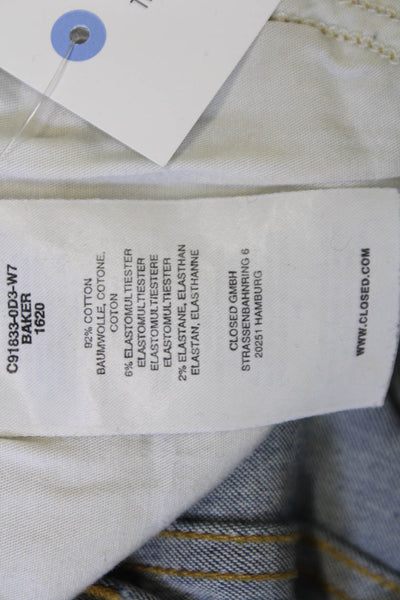 C91833-0D3-W7
BAKER
1620
92% COTTON
BAUMWOLLE, COTONE,
COTON
6% ELASTOMULTIESTER
ELASTOMULTIESTER
ELASTOMULTIESTERE
ELASTOMULTIESTER
2% ELASTANE, ELASTHAN
ELASTAN, ELASTHANNE
CLOSED GMBH
STRASSENBAHNRING 6
20251 HAMBURG
WWW.CLOSED.COM